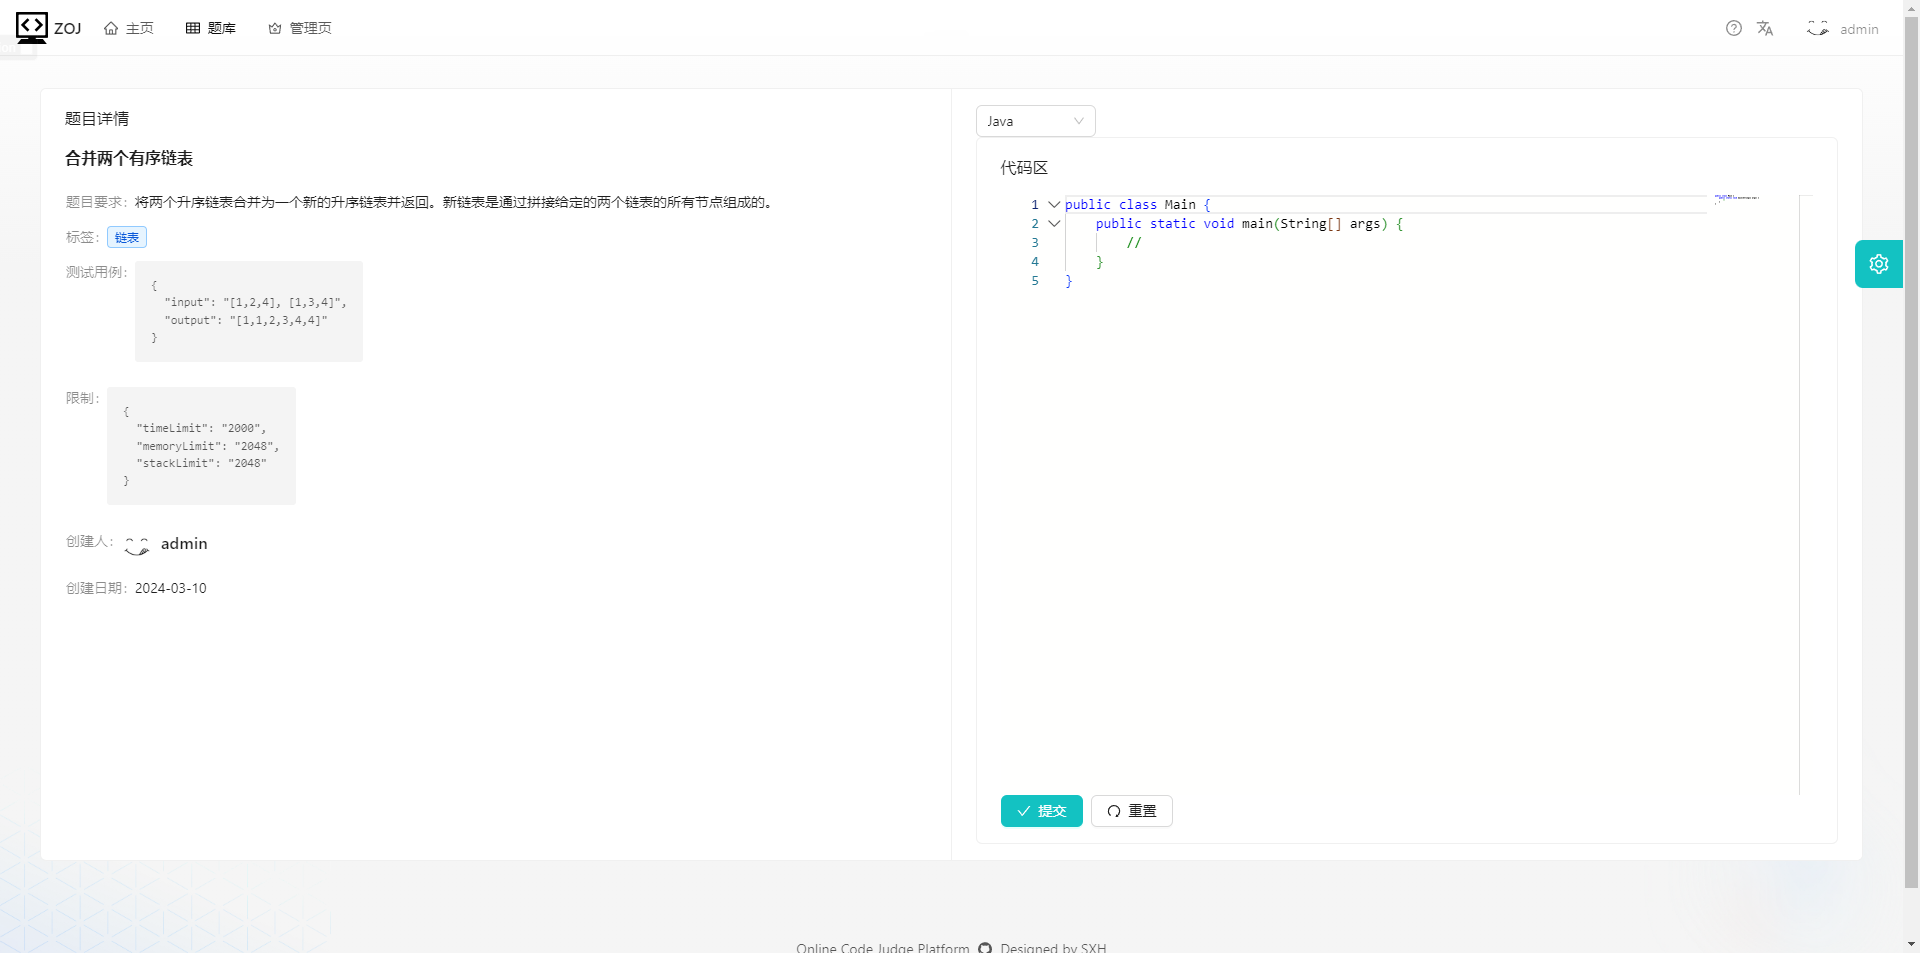 ZOJ 主页 题库 管理页 admin
题目详情
合并两个有序链表
题目要求: 将两个升序链表合并为一个新的升序链表并返回。新链表是通过拼接给定的两个链表的所有节点组成的。
标签: 链表
测试用例:
{
"input": "[1,2,4], [1,3,4]",
"output": "[1,1,2,3,4,4]"
}
限制:
{
"timeLimit": "2000",
"memoryLimit": "2048",
"stackLimit": "2048"
}
创建人: admin
创建日期: 2024-03-10
Java
代码区
1 public class Main {
2 public static void main(String[] args) {
3 //
4 }
5 }
提交 重置
Online Code Judge Platform Designed by SXH